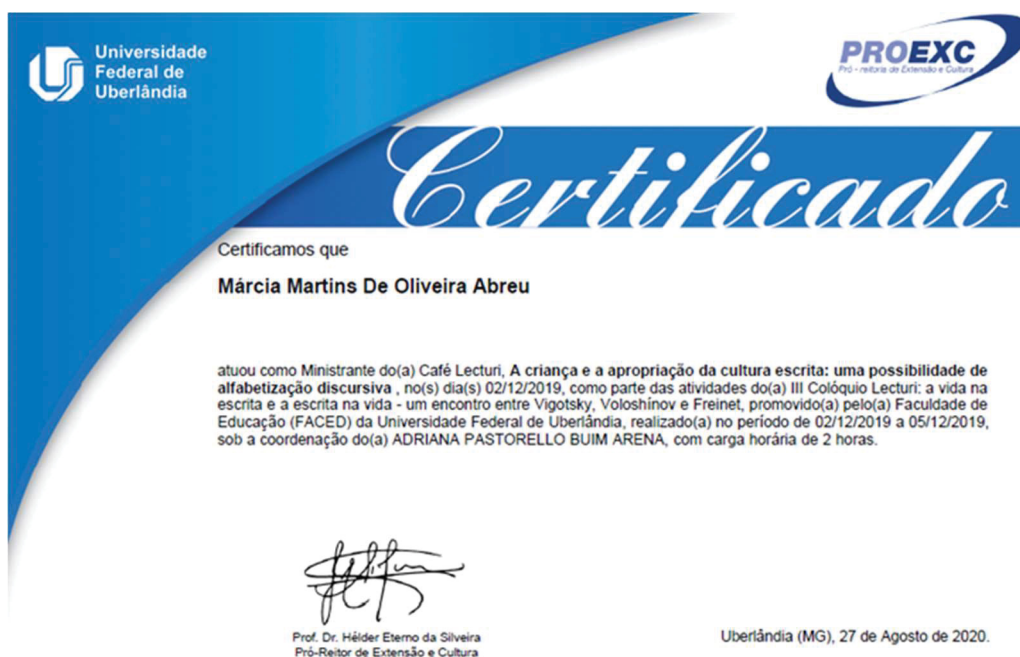 Universidade
Federal de
Uberlândia
PROEXC
Pró - reitoria de Extensão e Cultura
Certificado
Certificamos que
Márcia Martins De Oliveira Abreu
atuou como Ministrante do(a) Café Lecturi, A criança e a apropriação da cultura escrita: uma possibilidade de
alfabetização discursiva , no(s) dia(s) 02/12/2019, como parte das atividades do(a) III Colóquio Lecturi: a vida na
escrita e a escrita na vida - um encontro entre Vigotsky, Voloshínov e Freinet, promovido(a) pelo(a) Faculdade de
Educação (FACED) da Universidade Federal de Uberlândia, realizado(a) no período de 02/12/2019 a 05/12/2019,
sob a coordenação do(a) ADRIANA PASTORELLO BUIM ARENA, com carga horária de 2 horas.
Prof. Dr. Hélder Eterno da Silveira
Pró-Reitor de Extensão e Cultura
Uberlândia (MG), 27 de Agosto de 2020.